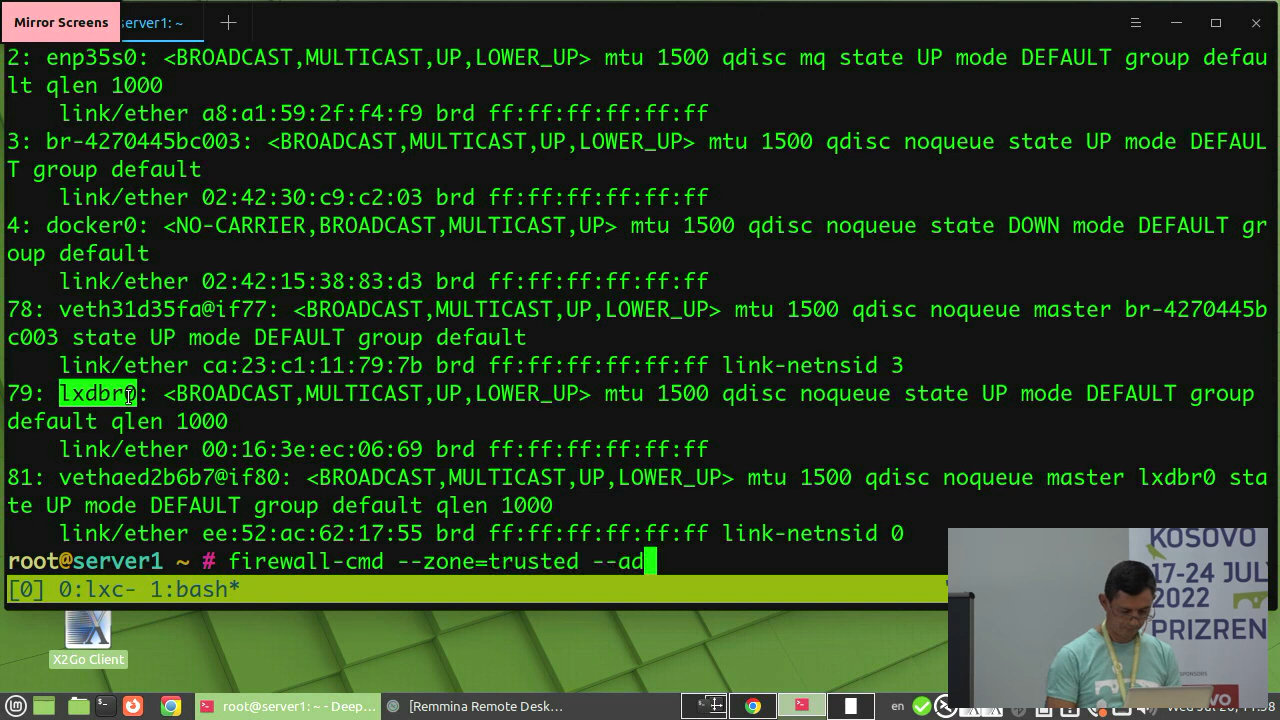 Mirror Screens
server1: ~
2: enp35s0: <BROADCAST,MULTICAST,UP,LOWER_UP> mtu 1500 qdisc mq state UP mode DEFAULT group defau
lt qlen 1000
link/ether a8:a1:59:2f:f4:f9 brd ff:ff:ff:ff:ff:ff
3: br-4270445bc003: <BROADCAST,MULTICAST,UP,LOWER_UP> mtu 1500 qdisc noqueue state UP mode DEFAUL
T group default
link/ether 02:42:30:c9:c2:03 brd ff:ff:ff:ff:ff:ff
4: docker0: <NO-CARRIER,BROADCAST,MULTICAST,UP> mtu 1500 qdisc noqueue state DOWN mode DEFAULT gr
oup default
link/ether 02:42:15:38:83:d3 brd ff:ff:ff:ff:ff:ff
78: veth31d35fa@if77: <BROADCAST,MULTICAST,UP,LOWER_UP> mtu 1500 qdisc noqueue master br-4270445b
c003 state UP mode DEFAULT group default
link/ether ca:23:c1:11:79:7b brd ff:ff:ff:ff:ff:ff link-netnsid 3
79: lxdbr0: <BROADCAST,MULTICAST,UP,LOWER_UP> mtu 1500 qdisc noqueue state UP mode DEFAULT group
default qlen 1000
link/ether 00:16:3e:ec:06:69 brd ff:ff:ff:ff:ff:ff
81: vethaed2b6b7@if80: <BROADCAST,MULTICAST,UP,LOWER_UP> mtu 1500 qdisc noqueue master lxdbr0 sta
te UP mode DEFAULT group default qlen 1000
link/ether ee:52:ac:62:17:55 brd ff:ff:ff:ff:ff:ff link-netnsid 0
root@server1 ~ # firewall-cmd --zone=trusted --ad
[0] 0:lxc- 1:bash*
KOSOVO
17-24 JUL
2022
PRIZREN
X2Go Client
root@server1: ~ - Deep...
[Remmina Remote Desk...
en